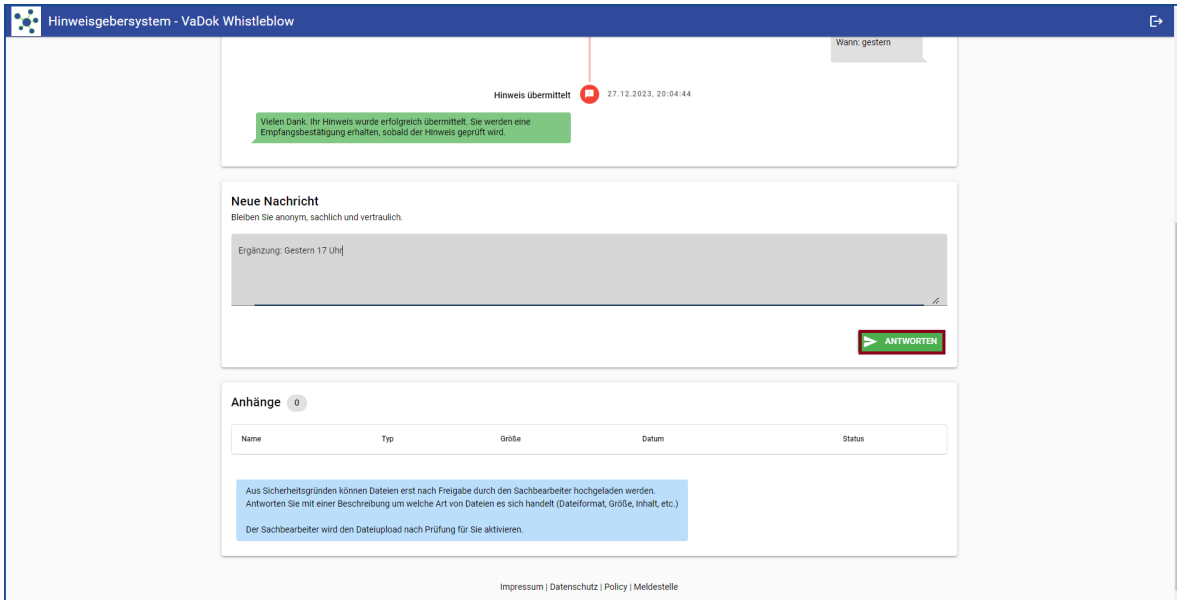 Hinweisgebersystem - VaDok Whistleblow
Wann: gestern
Hinweis übermittelt
27.12.2023, 20:04:44
Vielen Dank. Ihr Hinweis wurde erfolgreich übermittelt. Sie werden eine
Empfangsbestätigung erhalten, sobald der Hinweis geprüft wird.
Neue Nachricht
Bleiben Sie anonym, sachlich und vertraulich.
Ergänzung: Gestern 17 Uhr
ANTWORTEN
Anhänge 0
Name Typ Größe Datum Status
Aus Sicherheitsgründen können Dateien erst nach Freigabe durch den Sachbearbeiter hochgeladen werden.
Antworten Sie mit einer Beschreibung um welche Art von Dateien es sich handelt (Dateiformat, Größe, Inhalt, etc.)
Der Sachbearbeiter wird den Dateiupload nach Prüfung für Sie aktivieren.
Impressum | Datenschutz | Policy | Meldestelle